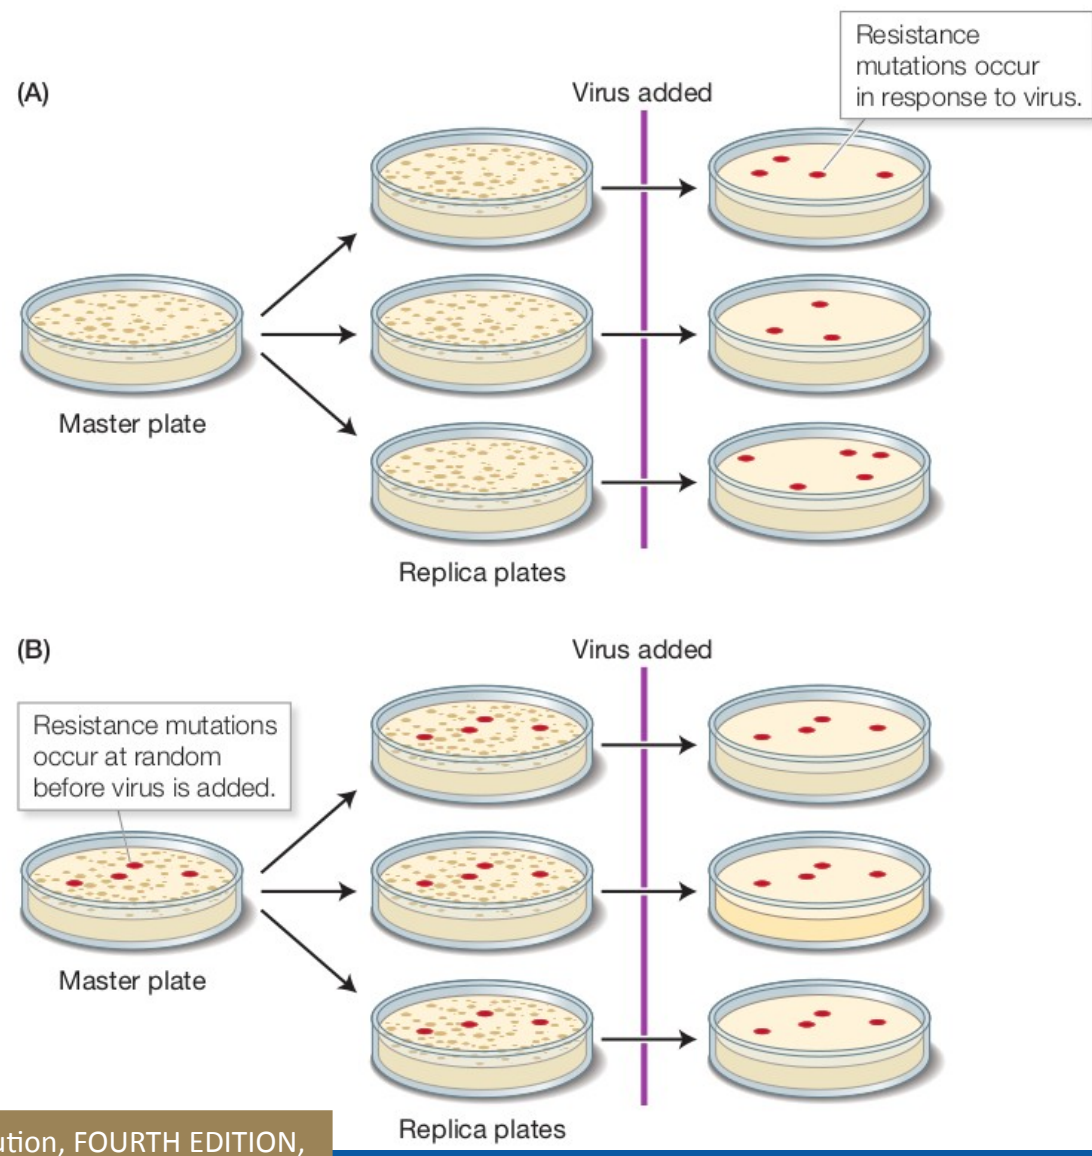 Resistance
mutations occur
in response to virus.
(A)
Virus added
Master plate
Replica plates
(B)
Virus added
Resistance mutations
occur at random
before virus is added.
Master plate
Replica plates
FOURTH EDITION,